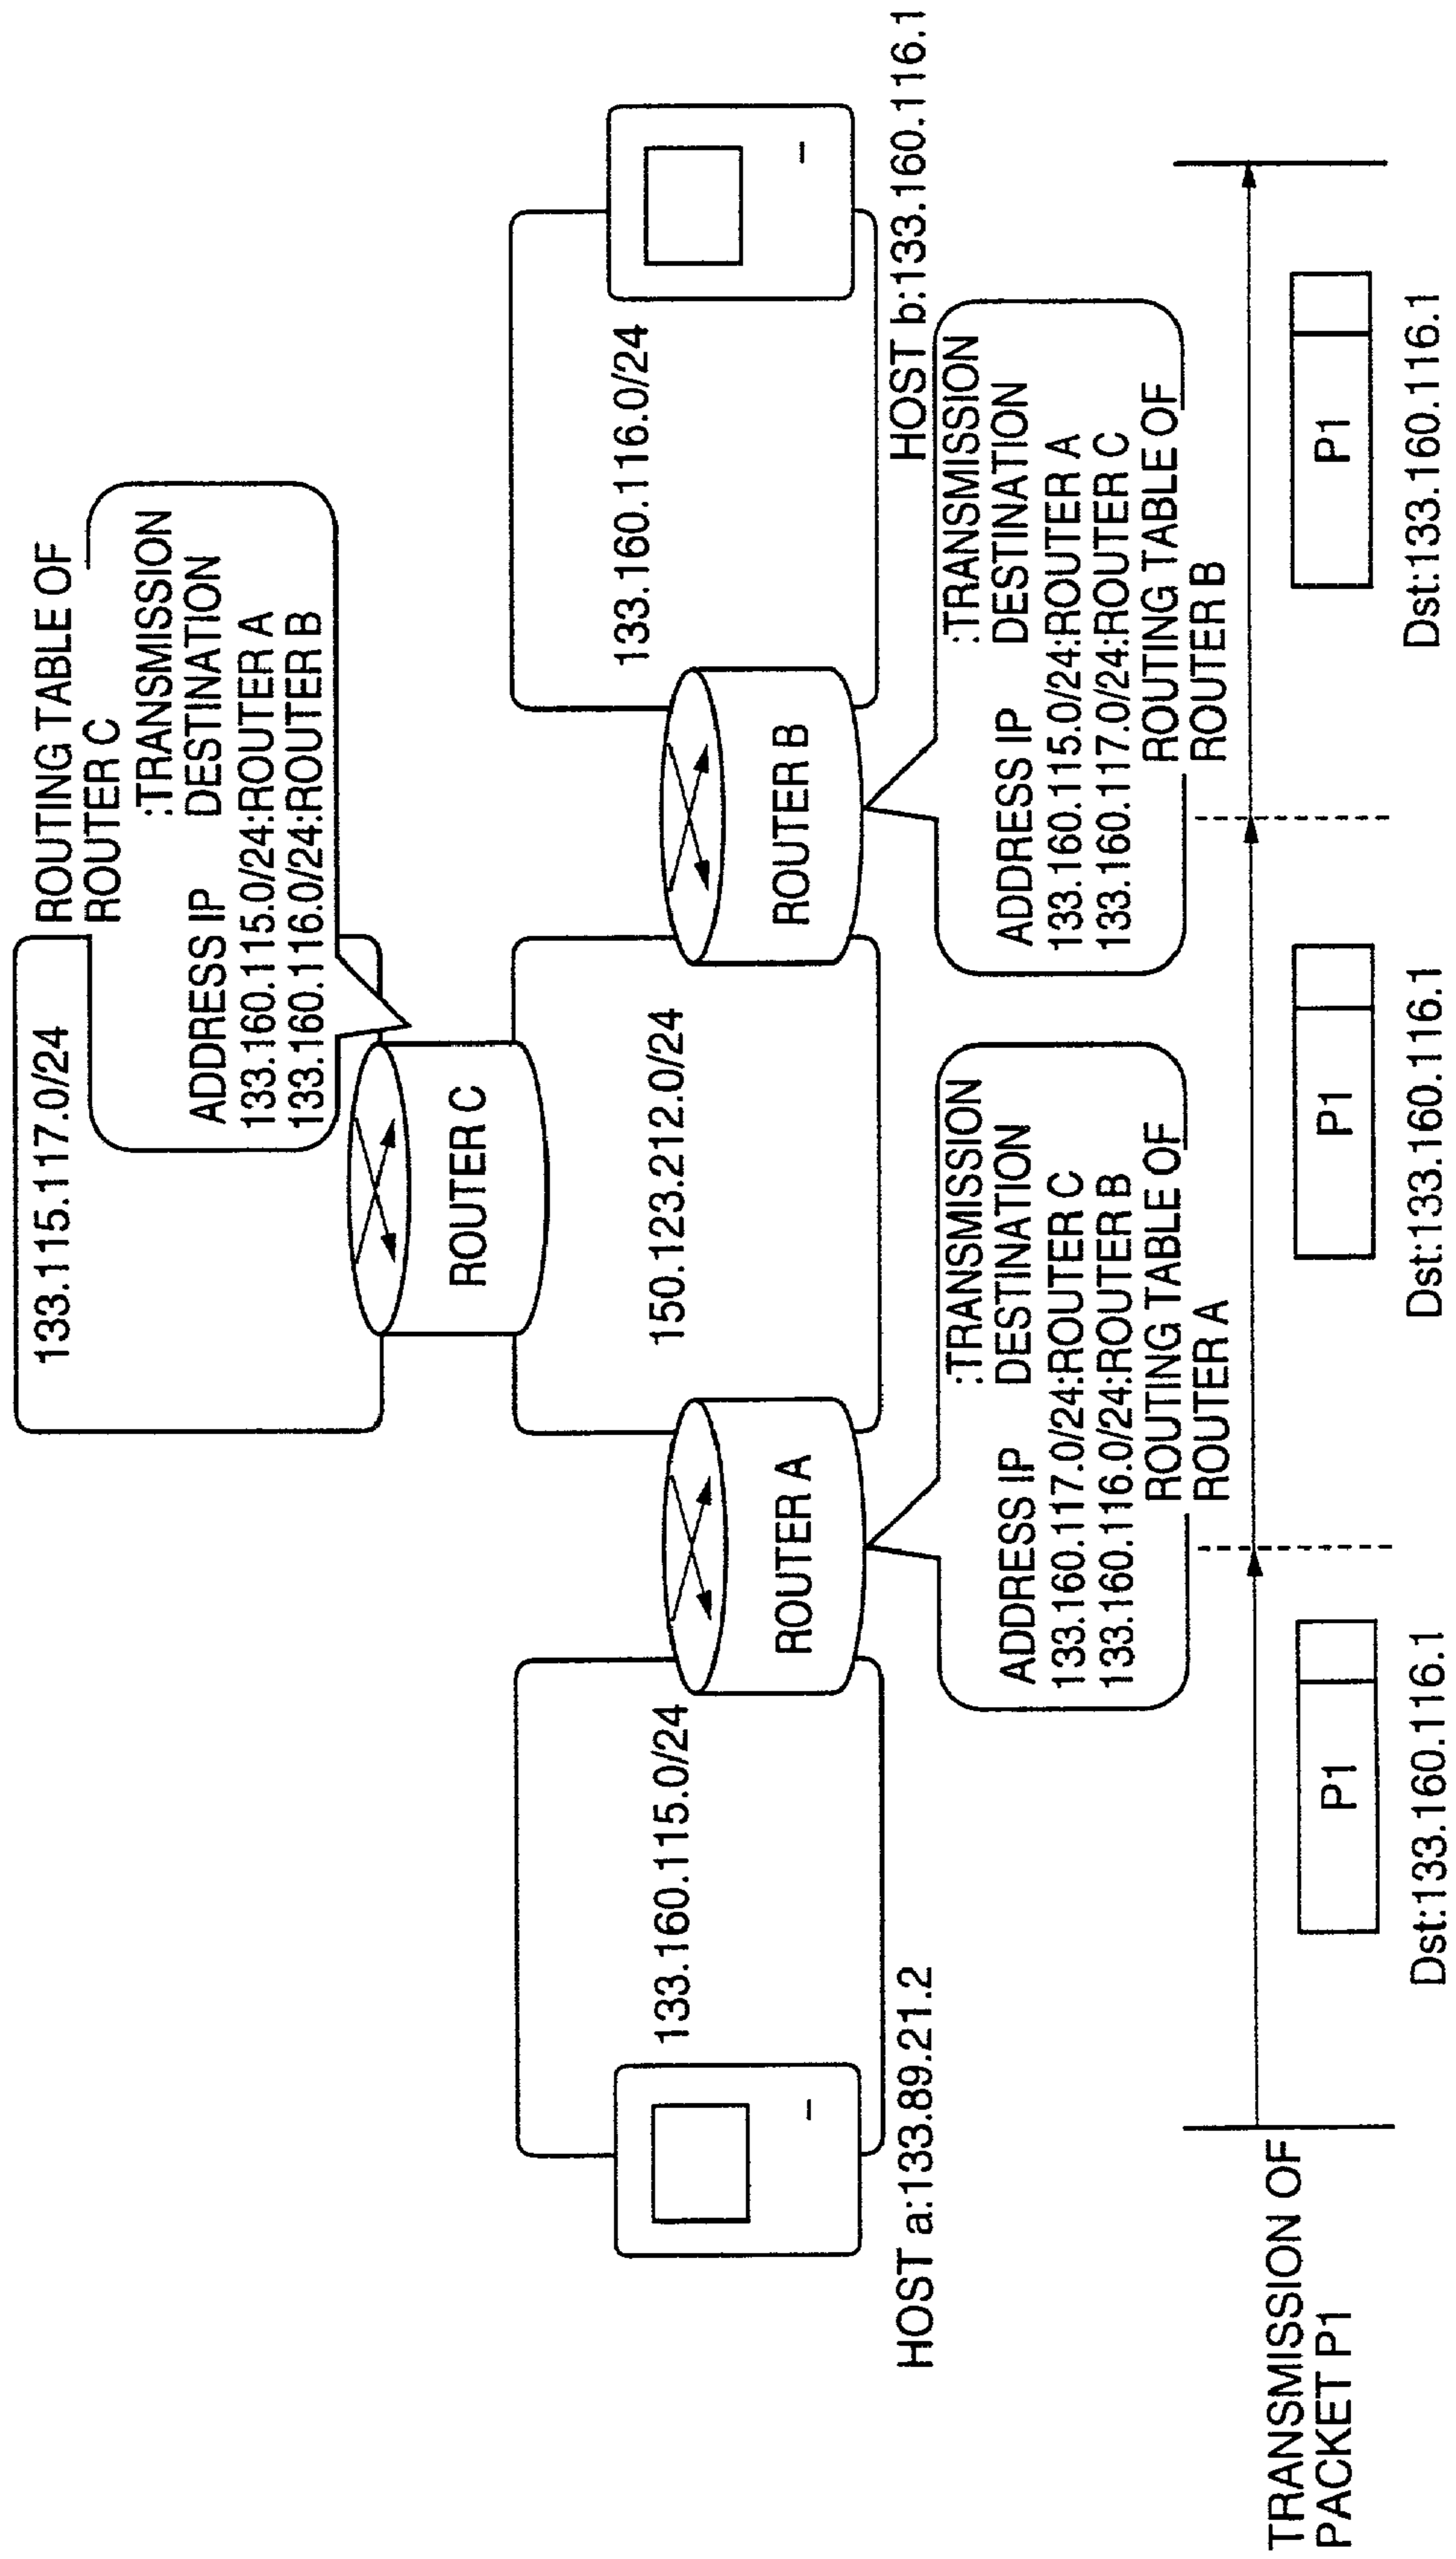 133.115.117.0/24
ROUTING TABLE OF
ROUTER C
:TRANSMISSION
ADDRESS IP DESTINATION
133.160.115.0/24:ROUTER A
133.160.116.0/24:ROUTER B
ROUTER C
133.160.115.0/24
150.123.212.0/24
133.160.116.0/24
ROUTER A
ROUTER B
HOST a:133.89.21.2
HOST b:133.160.116.1
:TRANSMISSION
ADDRESS IP DESTINATION
133.160.117.0/24:ROUTER C
133.160.116.0/24:ROUTER B
ROUTING TABLE OF
ROUTER A
:TRANSMISSION
ADDRESS IP DESTINATION
133.160.115.0/24:ROUTER A
133.160.117.0/24:ROUTER C
ROUTING TABLE OF
ROUTER B
TRANSMISSION OF
PACKET P1
P1
P1
P1
Dst:133.160.116.1
Dst:133.160.116.1
Dst:133.160.116.1